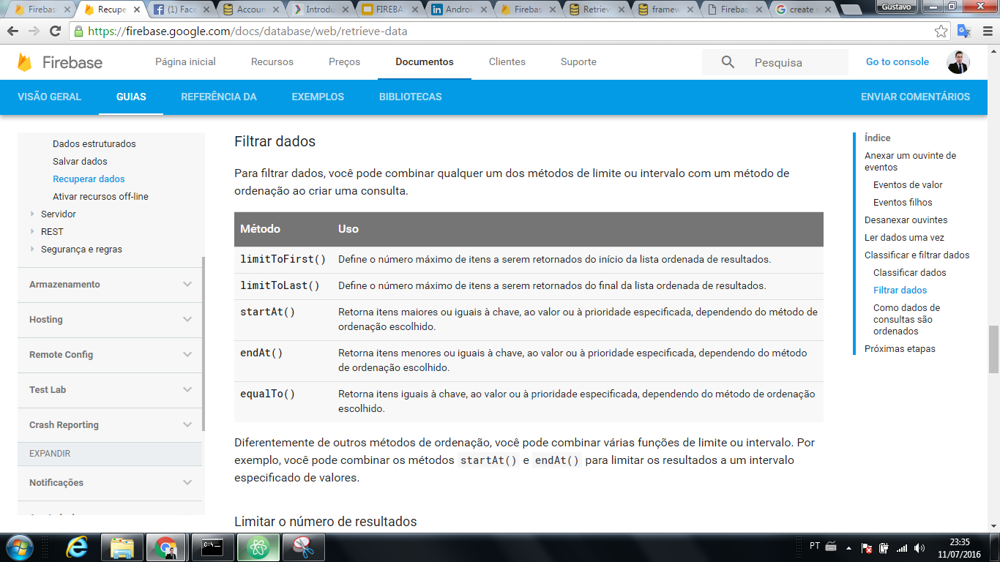 Firebase
Recupe
(1) Face
Accoun
Introdu
FIREBAS
Android
Firebas
Retriev
framew
Firebas
create s
Gustavo
https://firebase.google.com/docs/database/web/retrieve-data
Firebase
Página inicial
Recursos
Preços
Documentos
Clientes
Suporte
Pesquisa
Go to console
VISÃO GERAL
GUIAS
REFERÊNCIA DA
EXEMPLOS
BIBLIOTECAS
ENVIAR COMENTÁRIOS
Dados estruturados
Salvar dados
Recuperar dados
Ativar recursos off-line
Servidor
REST
Segurança e regras
Armazenamento
Hosting
Remote Config
Test Lab
Crash Reporting
EXPANDIR
Notificações
Filtrar dados
Para filtrar dados, você pode combinar qualquer um dos métodos de limite ou intervalo com um método de
ordenação ao criar uma consulta.
Método Uso
limitToFirst() Define o número máximo de itens a serem retornados do início da lista ordenada de resultados.
limitToLast() Define o número máximo de itens a serem retornados do final da lista ordenada de resultados.
startAt() Retorna itens maiores ou iguais à chave, ao valor ou à prioridade especificada, dependendo do método de
ordenação escolhido.
endAt() Retorna itens menores ou iguais à chave, ao valor ou à prioridade especificada, dependendo do método
de ordenação escolhido.
equalTo() Retorna itens iguais à chave, ao valor ou à prioridade especificada, dependendo do método de ordenação
escolhido.
Diferentemente de outros métodos de ordenação, você pode combinar várias funções de limite ou intervalo. Por
exemplo, você pode combinar os métodos startAt() e endAt() para limitar os resultados a um intervalo
especificado de valores.
Limitar o número de resultados
Índice
Anexar um ouvinte de
eventos
Eventos de valor
Eventos filhos
Desanexar ouvintes
Ler dados uma vez
Classificar e filtrar dados
Classificar dados
Filtrar dados
Como dados de
consultas são
ordenados
Próximas etapas
PT
23:35
11/07/2016